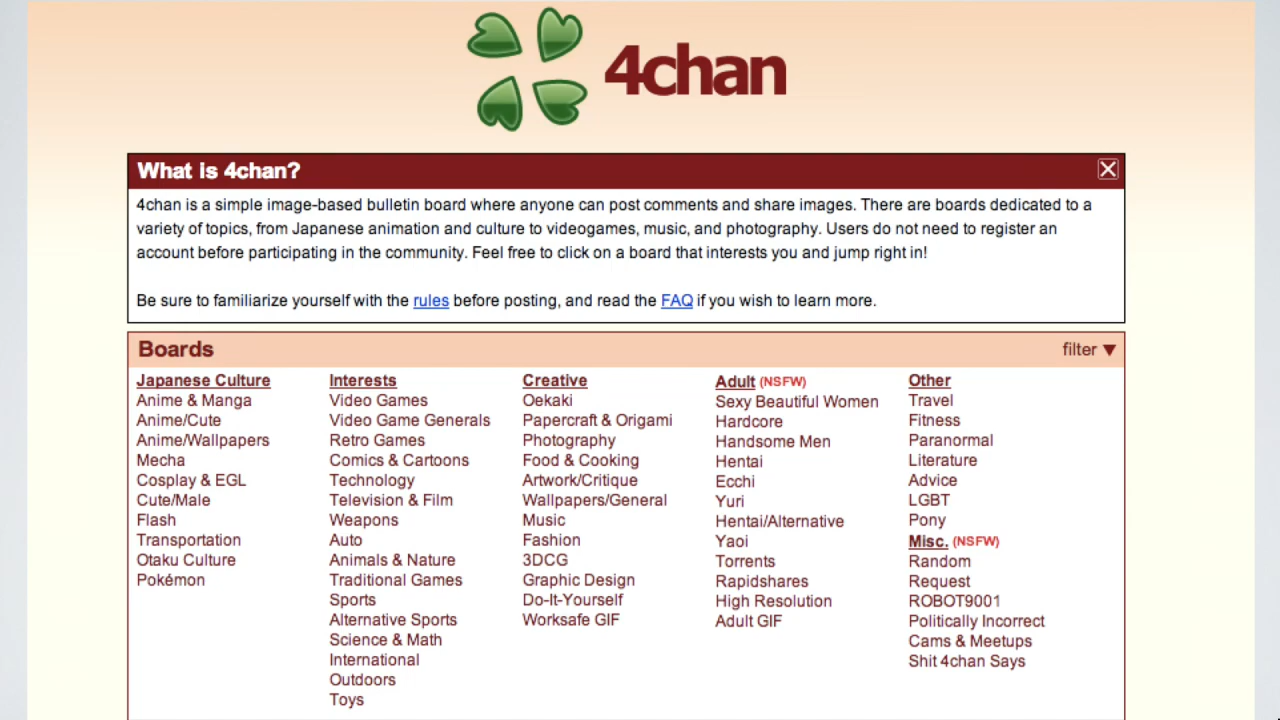 4chan
What is 4chan?
4chan is a simple image-based bulletin board where anyone can post comments and share images. There are boards dedicated to a
variety of topics, from Japanese animation and culture to videogames, music, and photography. Users do not need to register an
account before participating in the community. Feel free to click on a board that interests you and jump right in!
Be sure to familiarize yourself with the rules before posting, and read the FAQ if you wish to learn more.
Boards
filter ▼
Japanese Culture
Anime & Manga
Anime/Cute
Anime/Wallpapers
Mecha
Cosplay & EGL
Cute/Male
Flash
Transportation
Otaku Culture
Pokémon
Interests
Video Games
Video Game Generals
Retro Games
Comics & Cartoons
Technology
Television & Film
Weapons
Auto
Animals & Nature
Traditional Games
Sports
Alternative Sports
Science & Math
International
Outdoors
Toys
Creative
Oekaki
Papercraft & Origami
Photography
Food & Cooking
Artwork/Critique
Wallpapers/General
Music
Fashion
3DCG
Graphic Design
Do-It-Yourself
Worksafe GIF
Adult (NSFW)
Sexy Beautiful Women
Hardcore
Handsome Men
Hentai
Ecchi
Yuri
Hentai/Alternative
Yaoi
Torrents
Rapidshares
High Resolution
Adult GIF
Other
Travel
Fitness
Paranormal
Literature
Advice
LGBT
Pony
Misc. (NSFW)
Random
Request
ROBOT9001
Politically Incorrect
Cams & Meetups
Shit 4chan Says